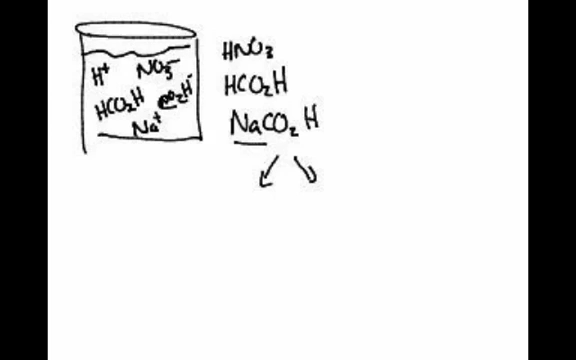 HNO3
HCO2H
NaCO2H
H+ NO3-
HCO2H CO2H-
Na+